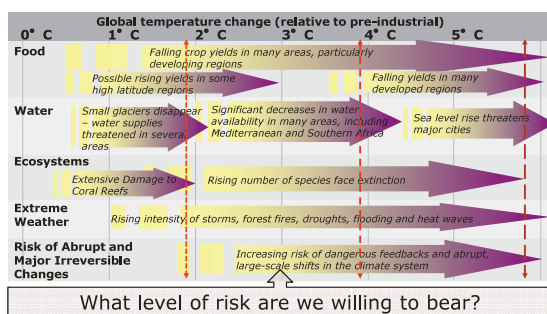 Global temperature change (relative to pre-industrial)
0° C 1° C 2° C 3° C 4° C 5° C
Food
Falling crop yields in many areas, particularly
developing regions
Possible rising yields in some
high latitude regions
Falling yields in many
developed regions
Water
Small glaciers disappear
– water supplies
threatened in several
areas
Significant decreases in water
availability in many areas, including
Mediterranean and Southern Africa
Sea level rise threatens
major cities
Ecosystems
Extensive Damage to
Coral Reefs
Rising number of species face extinction
Extreme
Weather
Rising intensity of storms, forest fires, droughts, flooding and heat waves
Risk of Abrupt and
Major Irreversible
Changes
Increasing risk of dangerous feedbacks and abrupt,
large-scale shifts in the climate system
What level of risk are we willing to bear?